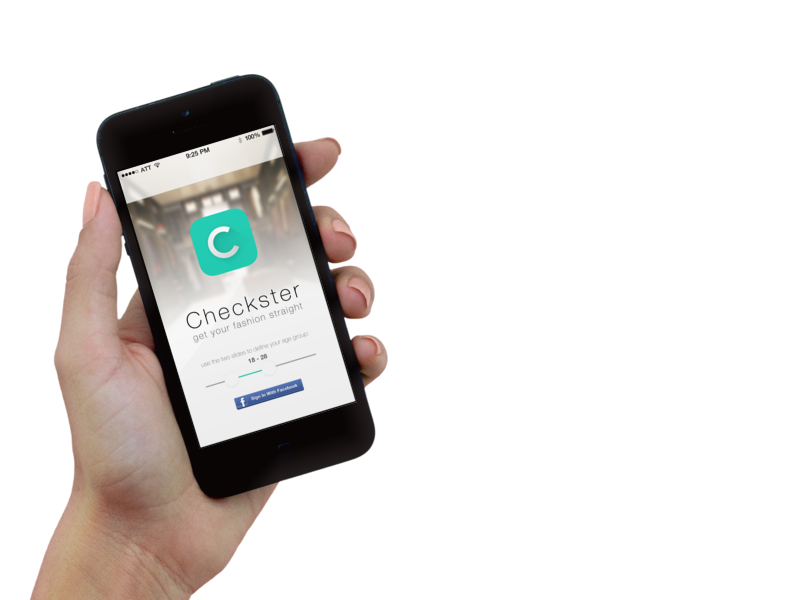 ATT 9:25 PM 100%
C
Checkster
get your fashion straight
use the two slides to define your age group
18 - 28
f Sign in With Facebook